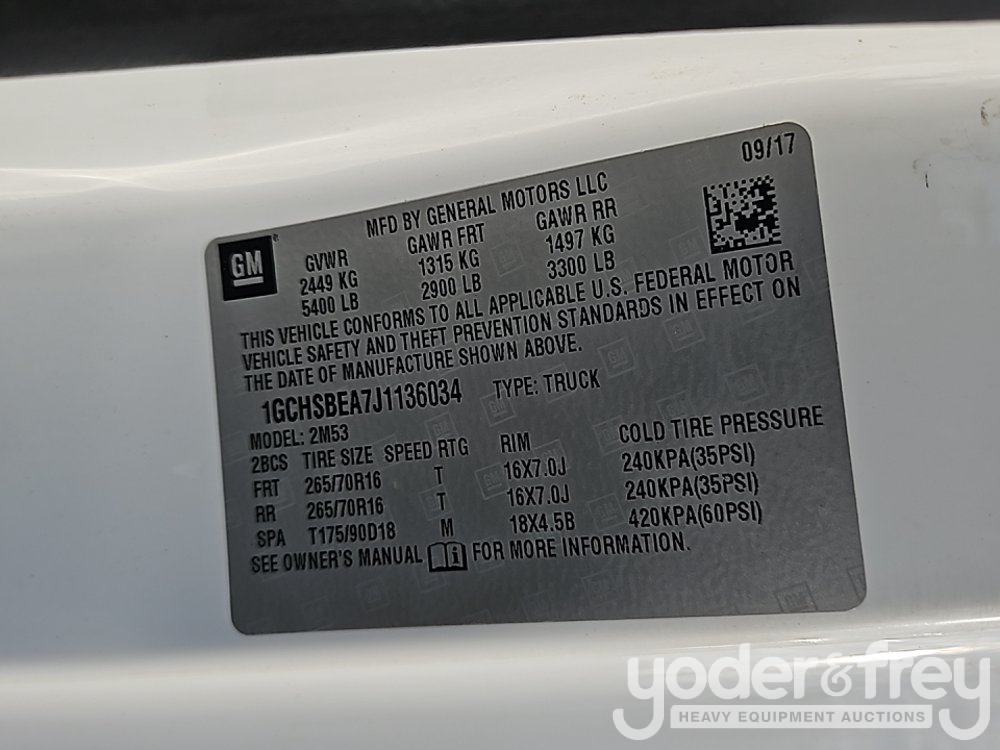 09/17
MFD BY GENERAL MOTORS LLC
GM
GVWR GAWR FRT GAWR RR
2449 KG 1315 KG 1497 KG
5400 LB 2900 LB 3300 LB
THIS VEHICLE CONFORMS TO ALL APPLICABLE U.S. FEDERAL MOTOR
VEHICLE SAFETY AND THEFT PREVENTION STANDARDS IN EFFECT ON
THE DATE OF MANUFACTURE SHOWN ABOVE.
1GCHSBEA7J1136034 TYPE: TRUCK
MODEL: 2M53
2BCS TIRE SIZE SPEED RTG RIM COLD TIRE PRESSURE
FRT 265/70R16 T 16X7.0J 240KPA(35PSI)
RR 265/70R16 T 16X7.0J 240KPA(35PSI)
SPA T175/90D18 M 18X4.5B 420KPA(60PSI)
SEE OWNER'S MANUAL FOR MORE INFORMATION.
yoder&frey
HEAVY EQUIPMENT AUCTIONS